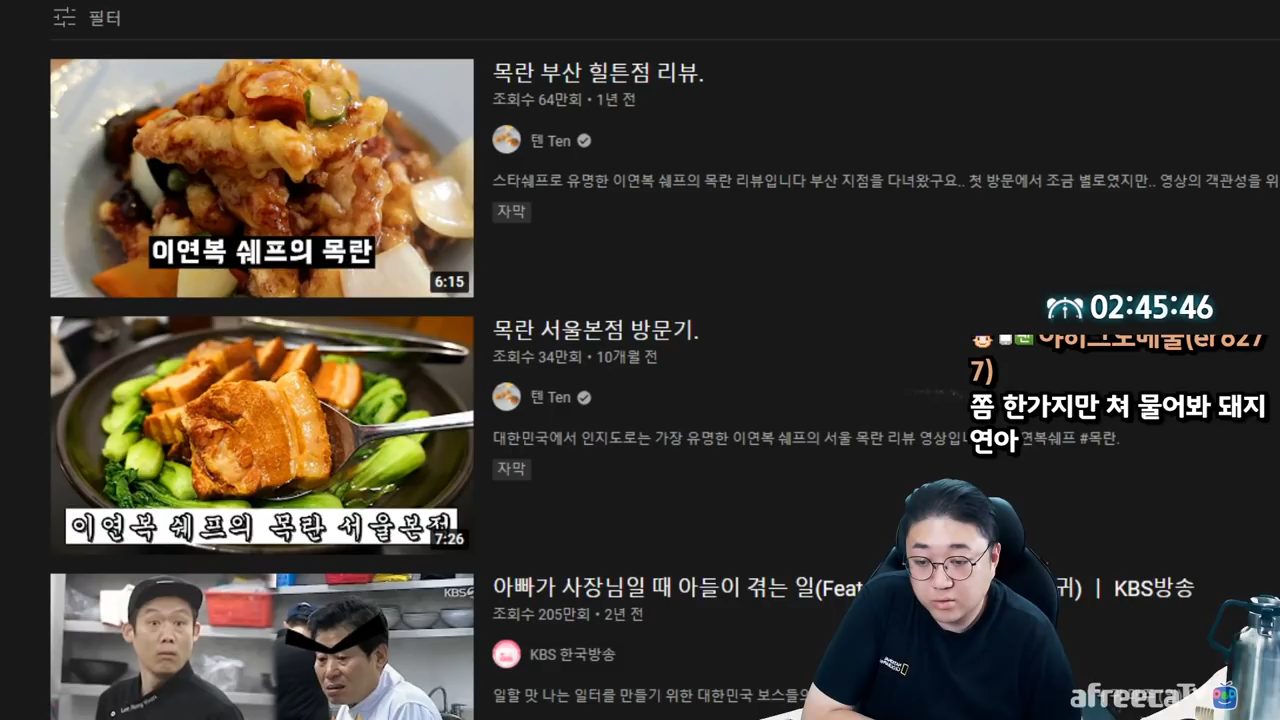 필터
목란 부산 힐튼점 리뷰.
조회수 64만회 • 1년 전
텐 Ten
스타쉐프로 유명한 이연복 쉐프의 목란 리뷰입니다 부산 지점을 다녀왔구요.. 첫 방문에서 조금 별로였지만.. 영상의 객관성을 위
자막
이연복 쉐프의 목란
6:15
02:45:46
7)
쫌 한가지만 쳐 물어봐 돼지
연아
목란 서울본점 방문기.
조회수 34만회 • 10개월 전
텐 Ten
대한민국에서 인지도로는 가장 유명한 이연복 쉐프의 서울 목란 리뷰 영상입 연복쉐프 #목란.
자막
이연복 쉐프의 목란 서울본점
7:26
아빠가 사장님일 때 아들이 겪는 일(Feat 귀) | KBS방송
조회수 205만회 • 2년 전
KBS 한국방송
일할 맛 나는 일터를 만들기 위한 대한민국 보스들의
KBS
afreecaTV